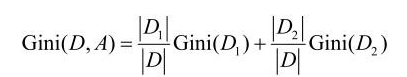 Gini(D, A) = |D₁|/|D| Gini(D₁) + |D₂|/|D| Gini(D₂)